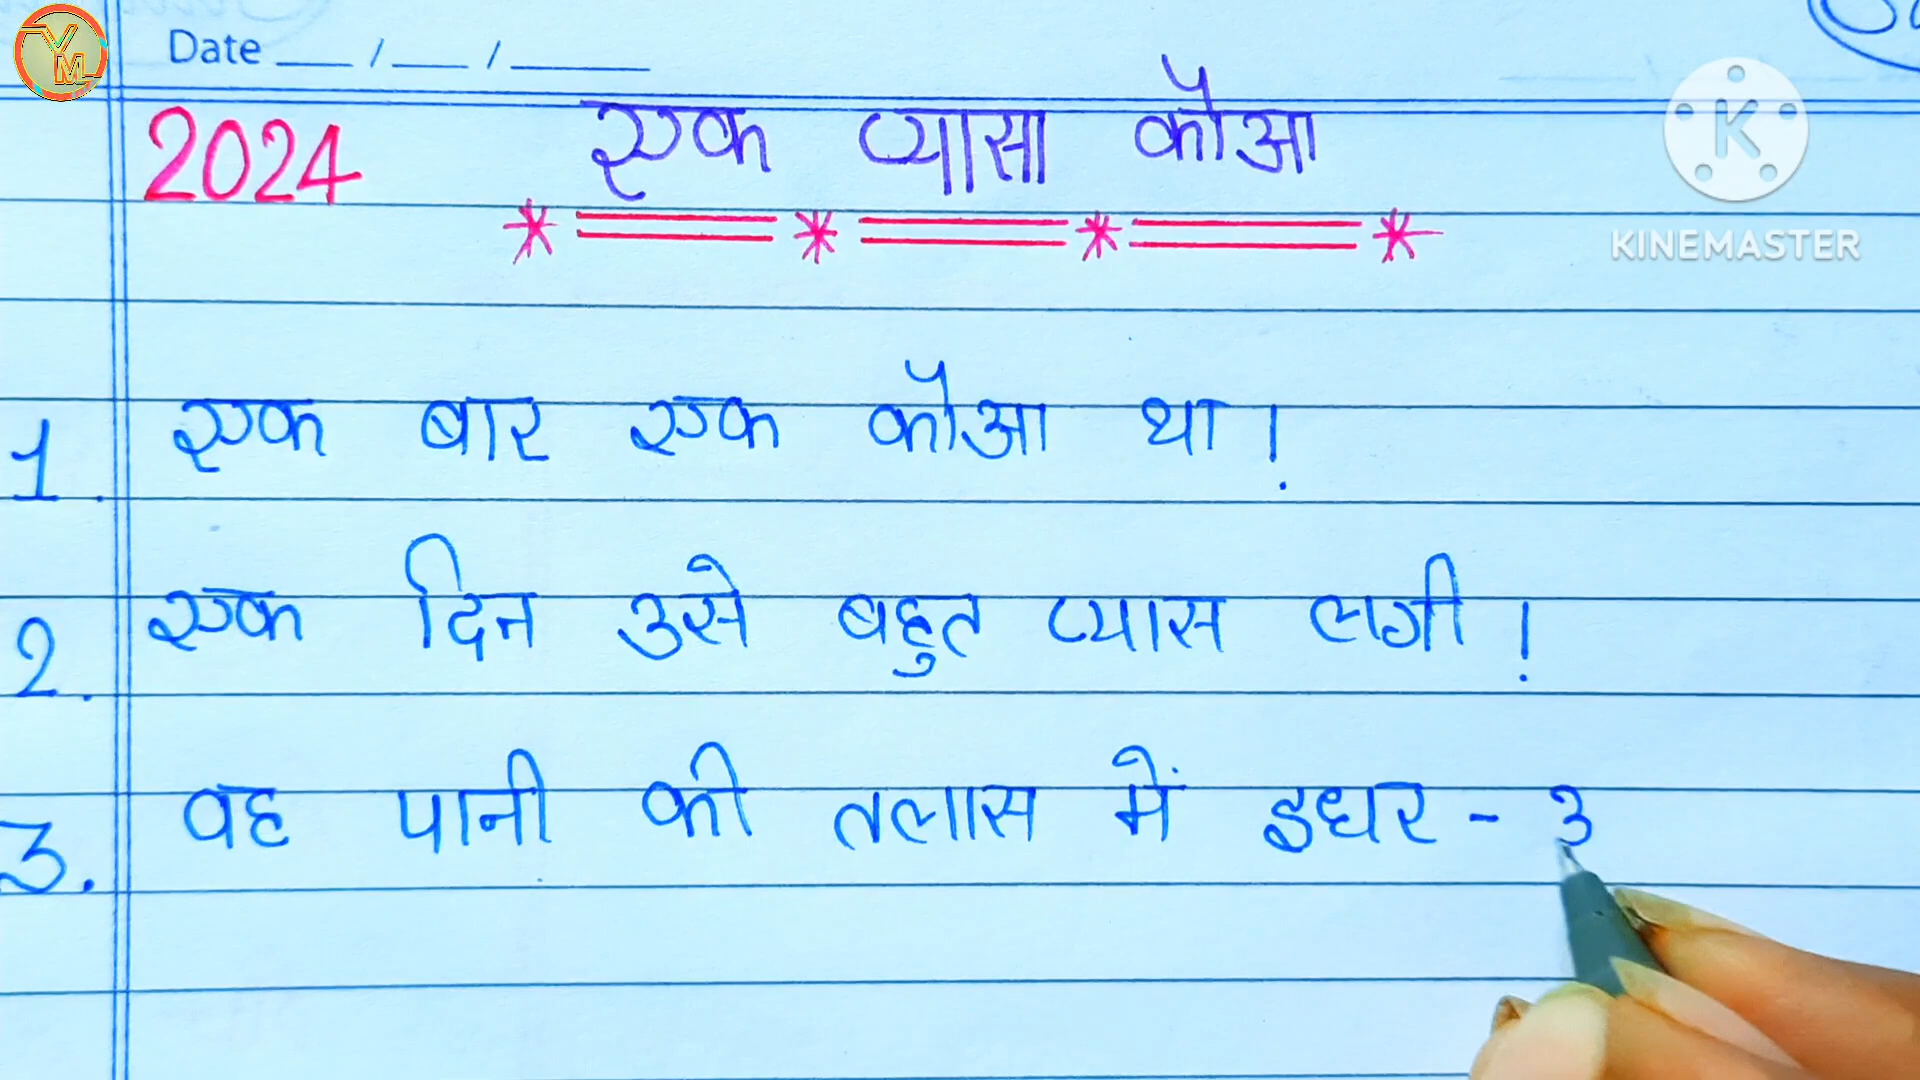 YM
Date __/__/____
2024 एक प्यासा कौआ
KINEMASTER
1. एक बार एक कौआ था!
2. एक दिन उसे बहुत प्यास लगी!
3. वह पानी की तलास में इधर - उ